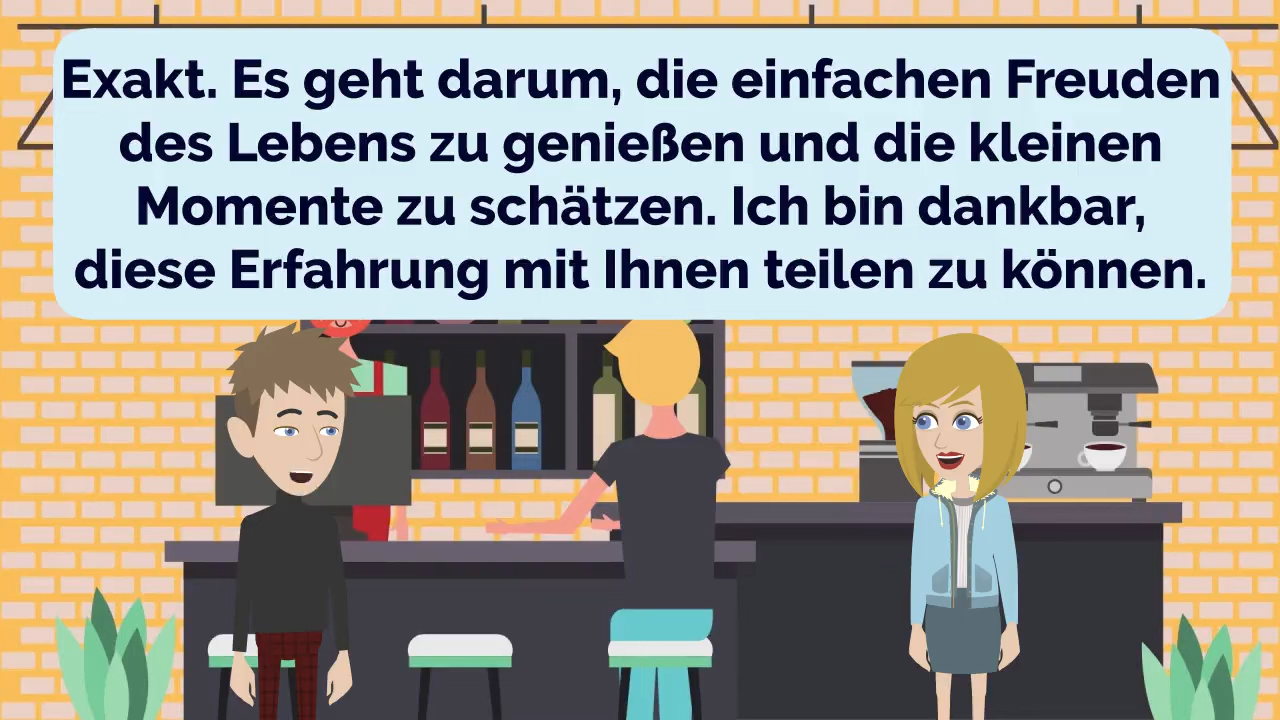 Exakt. Es geht darum, die einfachen Freuden
des Lebens zu genießen und die kleinen
Momente zu schätzen. Ich bin dankbar,
diese Erfahrung mit Ihnen teilen zu können.